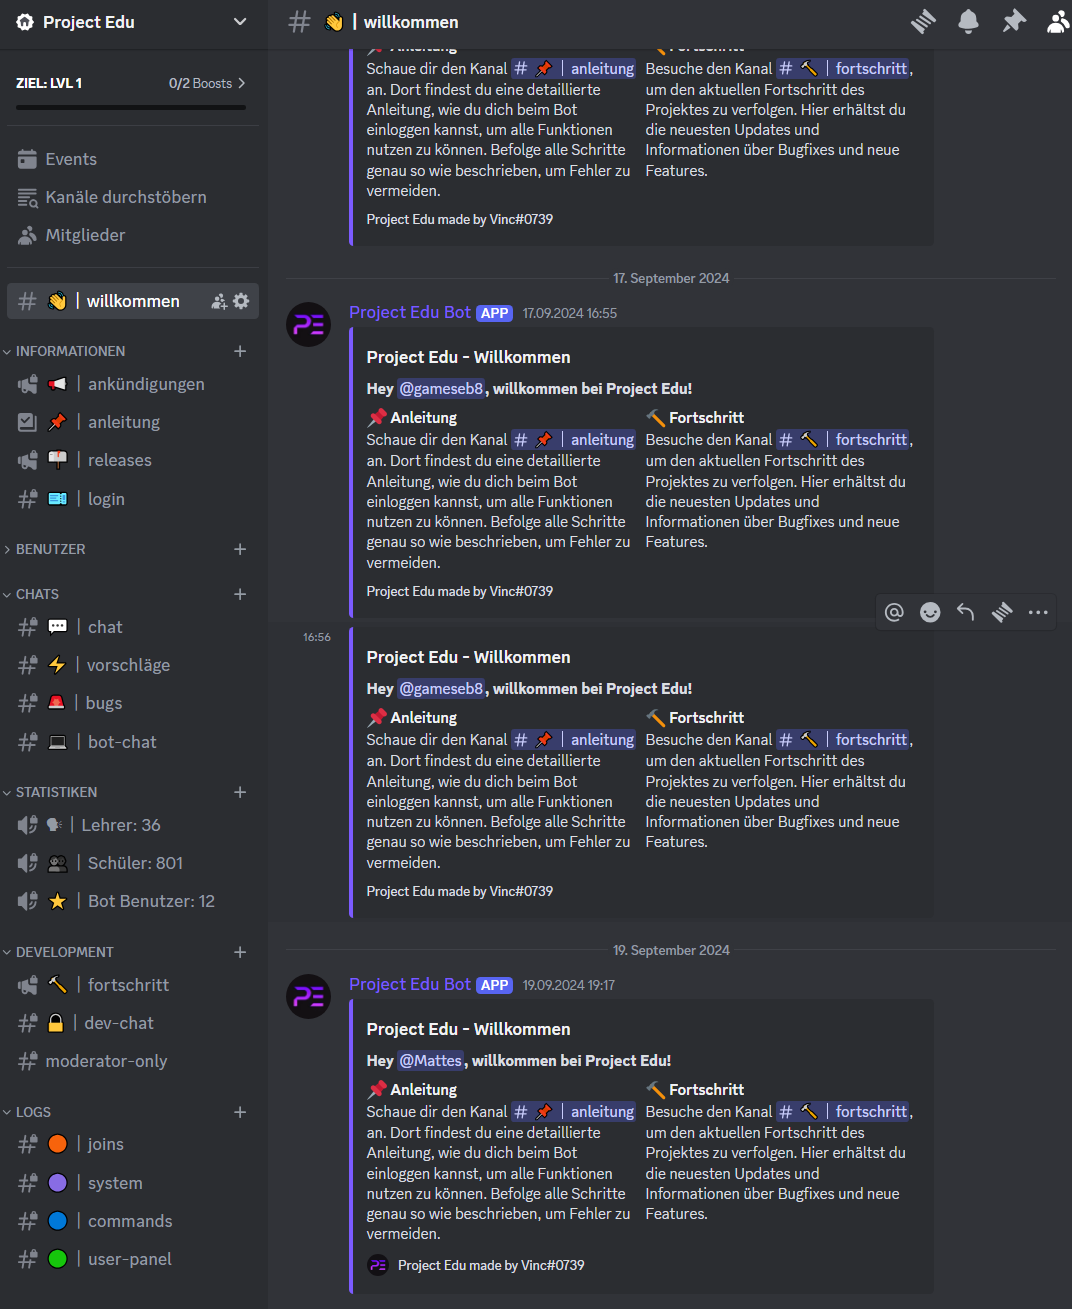 Project Edu
ZIEL: LVL 1
0/2 Boosts
Events
Kanäle durchstöbern
Mitglieder
# 👋 | willkommen
INFORMATIONEN
📢 | ankündigungen
📌 | anleitung
📬 | releases
🎫 | login
BENUTZER
CHATS
💬 | chat
⚡ | vorschläge
🚨 | bugs
💻 | bot-chat
STATISTIKEN
🗣 | Lehrer: 36
👥 | Schüler: 801
⭐ | Bot Benutzer: 12
DEVELOPMENT
🔨 | fortschritt
🔒 | dev-chat
moderator-only
LOGS
🟠 | joins
🟣 | system
🔵 | commands
🟢 | user-panel
# 👋 | willkommen
📌 Anleitung
Schaue dir den Kanal # 📌 | anleitung
an. Dort findest du eine detaillierte
Anleitung, wie du dich beim Bot
einloggen kannst, um alle Funktionen
nutzen zu können. Befolge alle Schritte
genau so wie beschrieben, um Fehler zu
vermeiden.
🔨 Fortschritt
Besuche den Kanal # 🔨 | fortschritt,
um den aktuellen Fortschritt des
Projektes zu verfolgen. Hier erhältst du
die neuesten Updates und
Informationen über Bugfixes und neue
Features.
Project Edu made by Vinc#0739
17. September 2024
Project Edu Bot APP 17.09.2024 16:55
Project Edu - Willkommen
Hey @gameseb8, willkommen bei Project Edu!
📌 Anleitung
Schaue dir den Kanal # 📌 | anleitung
an. Dort findest du eine detaillierte
Anleitung, wie du dich beim Bot
einloggen kannst, um alle Funktionen
nutzen zu können. Befolge alle Schritte
genau so wie beschrieben, um Fehler zu
vermeiden.
🔨 Fortschritt
Besuche den Kanal # 🔨 | fortschritt,
um den aktuellen Fortschritt des
Projektes zu verfolgen. Hier erhältst du
die neuesten Updates und
Informationen über Bugfixes und neue
Features.
Project Edu made by Vinc#0739
16:56
Project Edu - Willkommen
Hey @gameseb8, willkommen bei Project Edu!
📌 Anleitung
Schaue dir den Kanal # 📌 | anleitung
an. Dort findest du eine detaillierte
Anleitung, wie du dich beim Bot
einloggen kannst, um alle Funktionen
nutzen zu können. Befolge alle Schritte
genau so wie beschrieben, um Fehler zu
vermeiden.
🔨 Fortschritt
Besuche den Kanal # 🔨 | fortschritt,
um den aktuellen Fortschritt des
Projektes zu verfolgen. Hier erhältst du
die neuesten Updates und
Informationen über Bugfixes und neue
Features.
Project Edu made by Vinc#0739
19. September 2024
PE
Project Edu Bot APP 19.09.2024 19:17
Project Edu - Willkommen
Hey @Mattes, willkommen bei Project Edu!
📌 Anleitung
Schaue dir den Kanal # 📌 | anleitung
an. Dort findest du eine detaillierte
Anleitung, wie du dich beim Bot
einloggen kannst, um alle Funktionen
nutzen zu können. Befolge alle Schritte
genau so wie beschrieben, um Fehler zu
vermeiden.
🔨 Fortschritt
Besuche den Kanal # 🔨 | fortschritt,
um den aktuellen Fortschritt des
Projektes zu verfolgen. Hier erhältst du
die neuesten Updates und
Informationen über Bugfixes und neue
Features.
PE Project Edu made by Vinc#0739